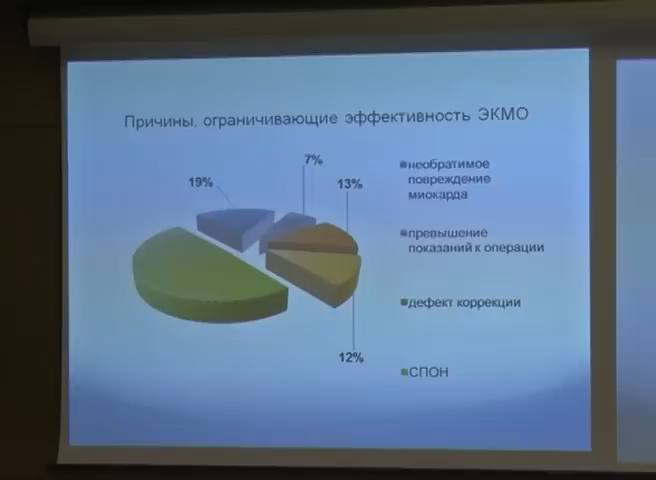 Причины, ограничивающие эффективность ЭКМО
7%
19%
13%
необратимое
повреждение
миокарда
превышение
показаний к операции
дефект коррекции
12%
СПОН